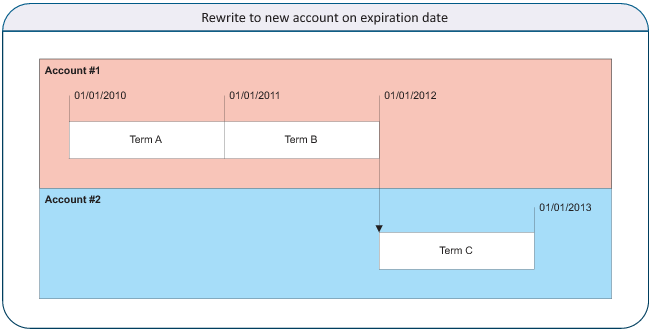 Rewrite to new account on expiration date
Account #1
01/01/2010
01/01/2011
01/01/2012
Term A
Term B
Account #2
01/01/2013
Term C